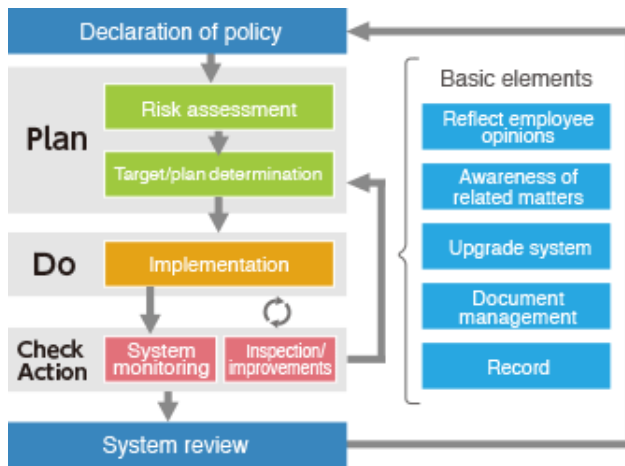 Declaration of policy
Plan
Risk assessment
Target/plan determination
Do
Implementation
Check
Action
System
monitoring
Inspection/
improvements
System review
Basic elements
Reflect employee
opinions
Awareness of
related matters
Upgrade system
Document
management
Record